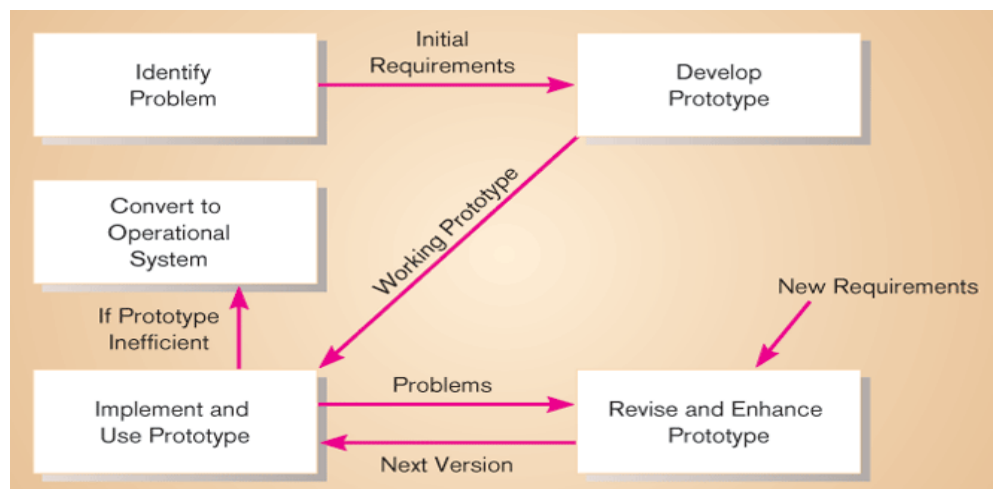 Identify
Problem
Initial
Requirements
Develop
Prototype
Convert to
Operational
System
Working Prototype
New Requirements
If Prototype
Inefficient
Implement and
Use Prototype
Problems
Next Version
Revise and Enhance
Prototype